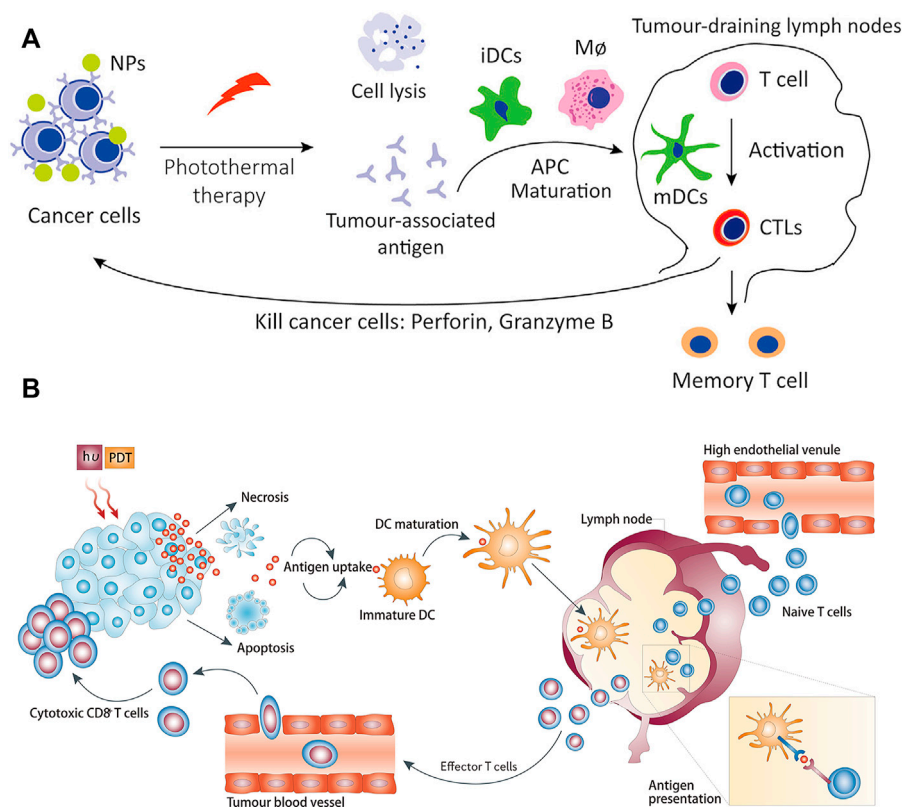 A
NPs
Cancer cells
Photothermal
therapy
Cell lysis
Tumour-associated
antigen
iDCs
Mø
APC
Maturation
Tumour-draining lymph nodes
T cell
Activation
mDCs
CTLs
Kill cancer cells: Perforin, Granzyme B
Memory T cell
B
hυ PDT
Necrosis
Apoptosis
Antigen uptake
DC maturation
Immature DC
Lymph node
High endothelial venule
Naive T cells
Cytotoxic CD8⁺ T cells
Tumour blood vessel
Effector T cells
Antigen
presentation